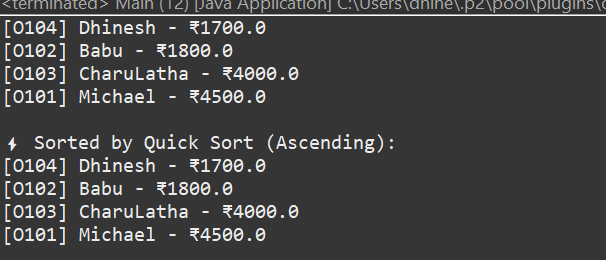 <terminated> Main (12) [Java Application] C:\Users\dhine\.p2\pool\plugins\
[O104] Dhinesh - ₹1700.0
[O102] Babu - ₹1800.0
[O103] CharuLatha - ₹4000.0
[O101] Michael - ₹4500.0
⚡ Sorted by Quick Sort (Ascending):
[O104] Dhinesh - ₹1700.0
[O102] Babu - ₹1800.0
[O103] CharuLatha - ₹4000.0
[O101] Michael - ₹4500.0